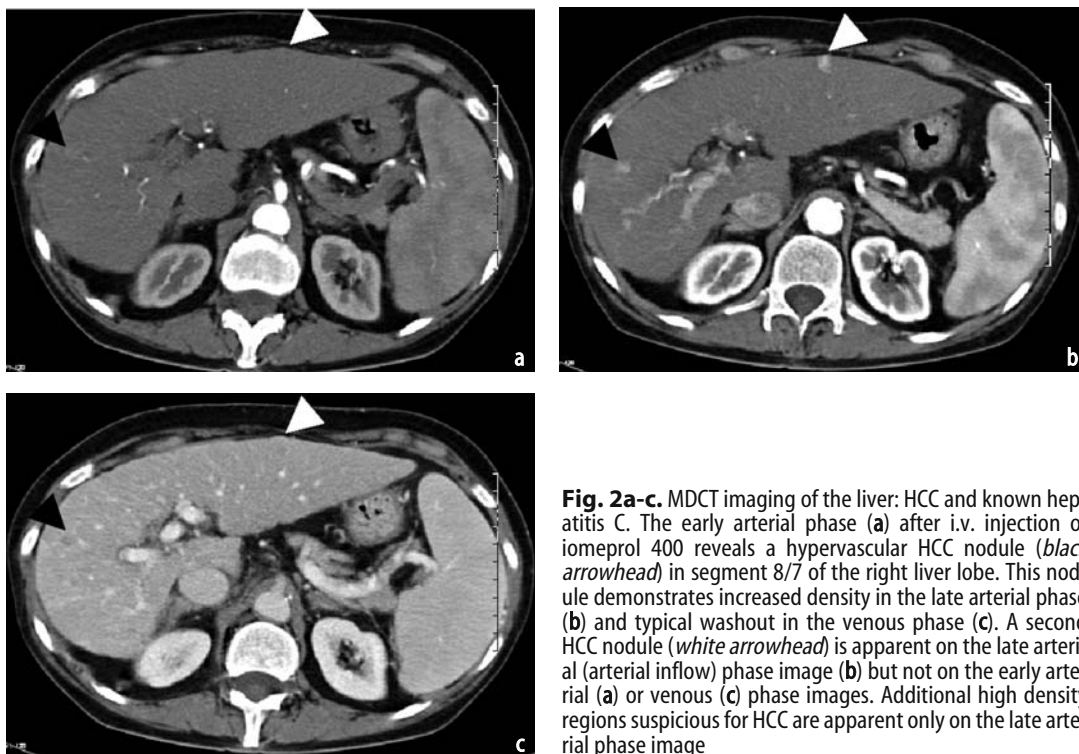 a
b
c
Fig. 2a-c. MDCT imaging of the liver: HCC and known hep-
atitis C. The early arterial phase (a) after i.v. injection o
iomeprol 400 reveals a hypervascular HCC nodule (blac
arrowhead) in segment 8/7 of the right liver lobe. This nod
ule demonstrates increased density in the late arterial phase
(b) and typical washout in the venous phase (c). A second
HCC nodule (white arrowhead) is apparent on the late arteri
al (arterial inflow) phase image (b) but not on the early arte
rial (a) or venous (c) phase images. Additional high density
regions suspicious for HCC are apparent only on the late arte
rial phase image